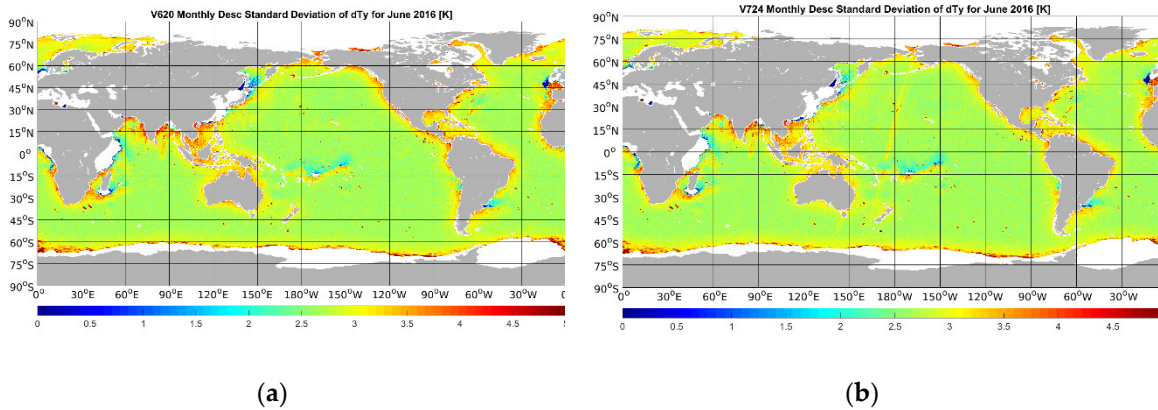 V620 Monthly Desc Standard Deviation of dTy for June 2016 [K]
90°N
75°N
60°N
45°N
30°N
15°N
0°
15°S
30°S
45°S
60°S
75°S
90°S
0° 30°E 60°E 90°E 120°E 150°E 180°W 150°W 120°W 90°W 60°W 30°W 0
0 0.5 1 1.5 2 2.5 3 3.5 4 4.5 5
(a)
V724 Monthly Desc Standard Deviation of dTy for June 2016 [K]
90°N
75°N
60°N
45°N
30°N
15°N
0°
15°S
30°S
45°S
60°S
75°S
90°S
0° 30°E 60°E 90°E 120°E 150°E 180°W 150°W 120°W 90°W 60°W 30°W
0 0.5 1 1.5 2 2.5 3 3.5 4 4.5
(b)